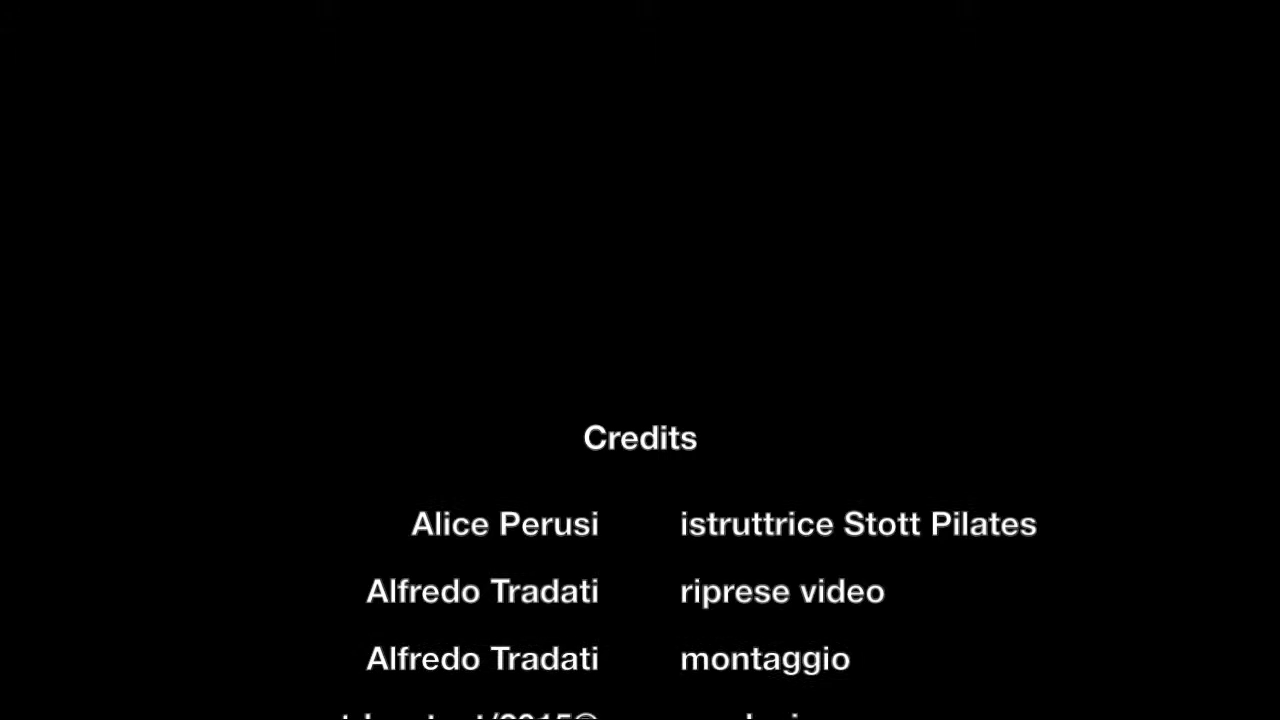 Credits
Alice Perusi istruttrice Stott Pilates
Alfredo Tradati riprese video
Alfredo Tradati montaggio